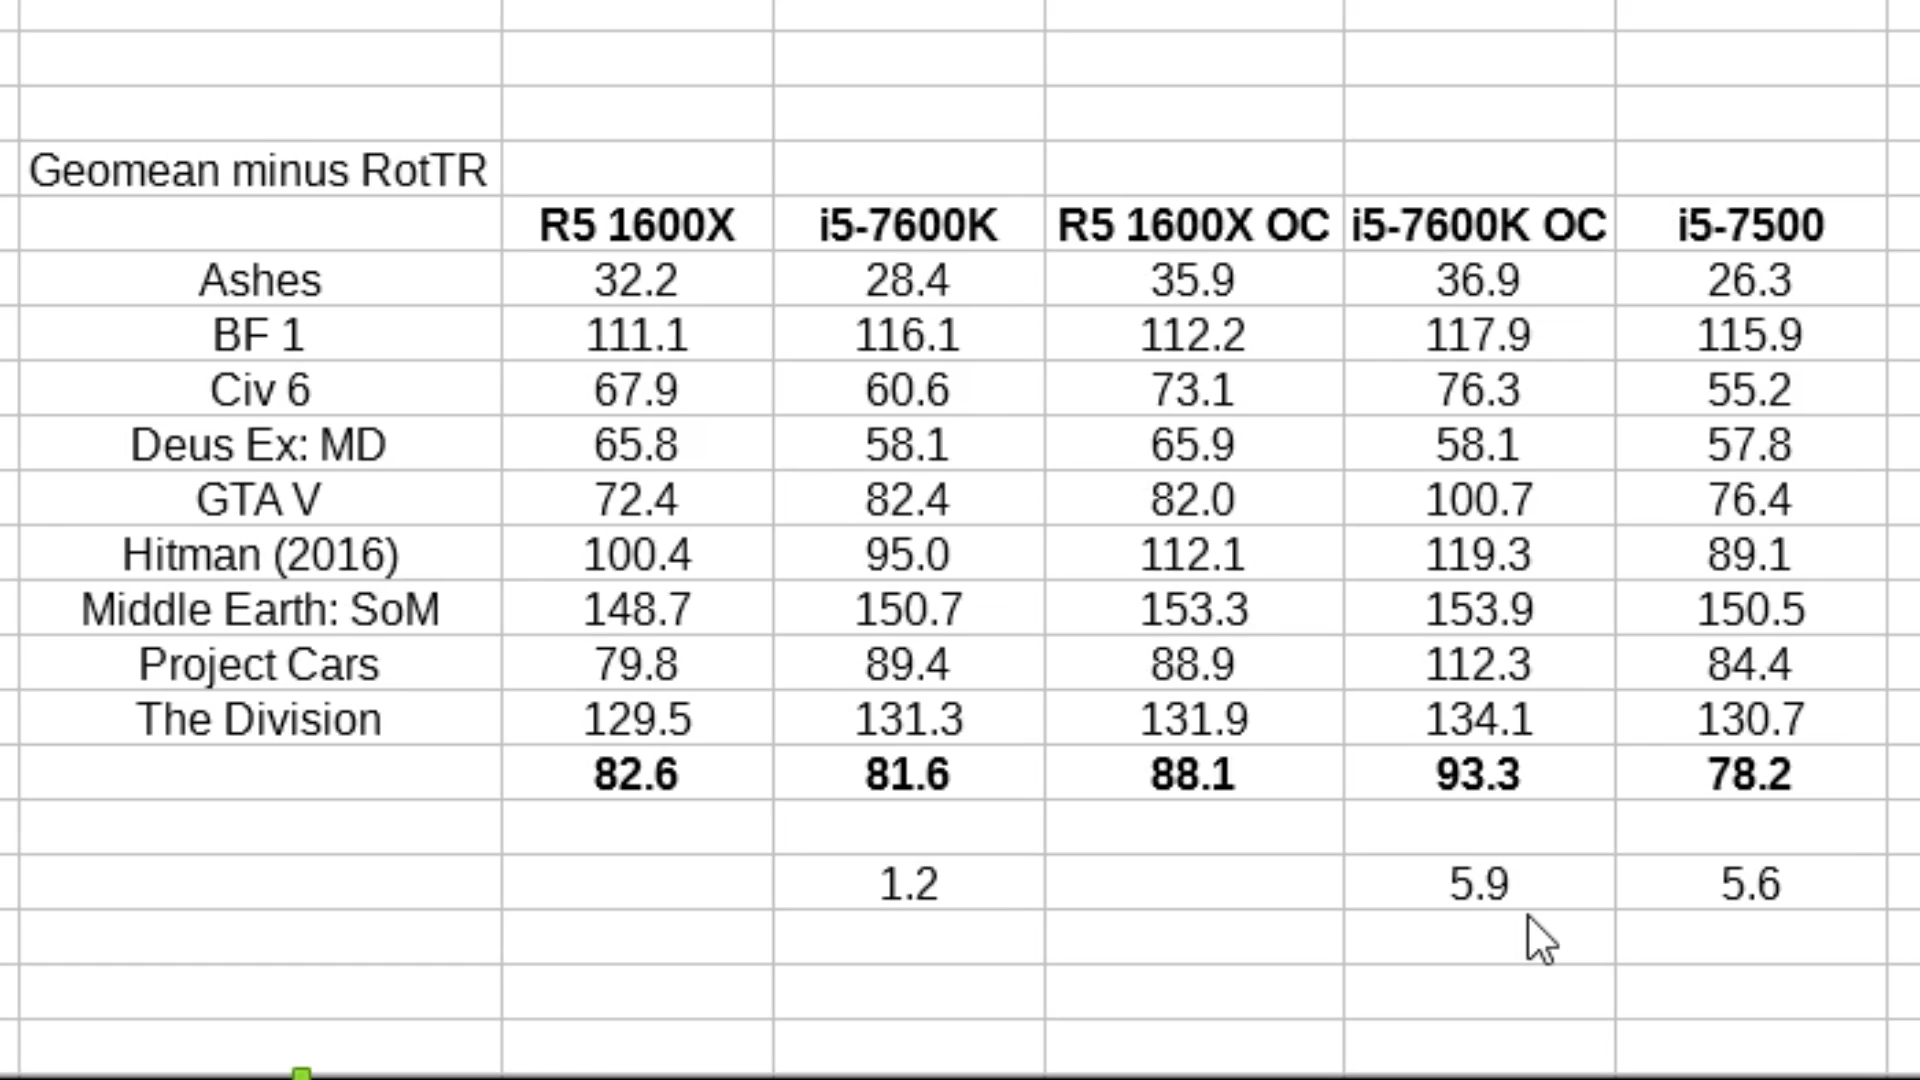 Geomean minus RotTR
R5 1600X i5-7600K R5 1600X OC i5-7600K OC i5-7500
Ashes 32.2 28.4 35.9 36.9 26.3
BF 1 111.1 116.1 112.2 117.9 115.9
Civ 6 67.9 60.6 73.1 76.3 55.2
Deus Ex: MD 65.8 58.1 65.9 58.1 57.8
GTA V 72.4 82.4 82.0 100.7 76.4
Hitman (2016) 100.4 95.0 112.1 119.3 89.1
Middle Earth: SoM 148.7 150.7 153.3 153.9 150.5
Project Cars 79.8 89.4 88.9 112.3 84.4
The Division 129.5 131.3 131.9 134.1 130.7
82.6 81.6 88.1 93.3 78.2
1.2 5.9 5.6